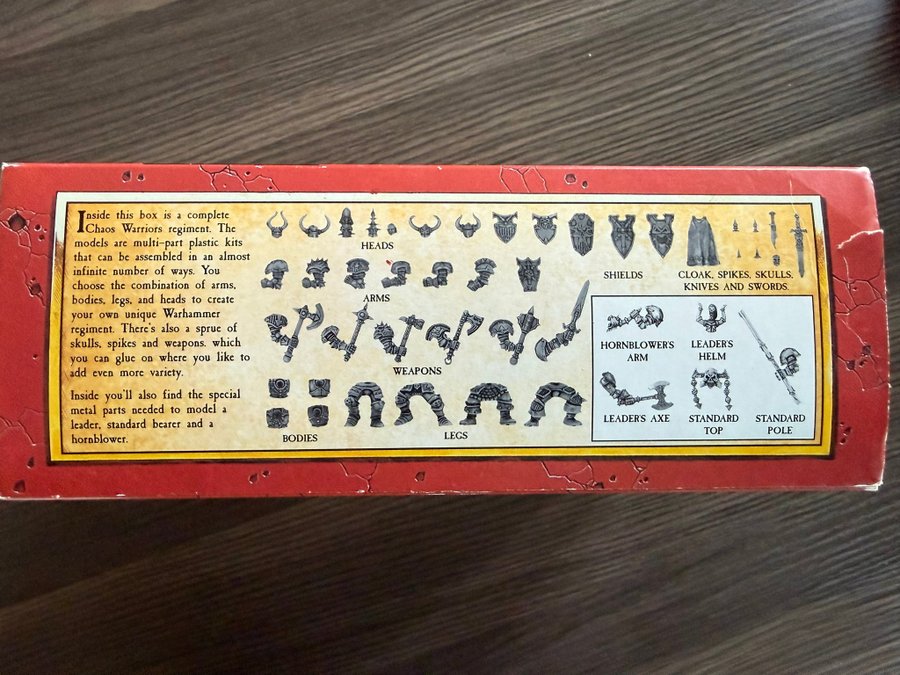 Inside this box is a complete
Chaos Warriors regiment. The
models are multi-part plastic kits
that can be assembled in an almost
infinite number of ways. You
choose the combination of arms,
bodies, legs, and heads to create
your own unique Warhammer
regiment. There's also a sprue of
skulls, spikes and weapons, which
you can glue on where you like to
add even more variety.
Inside you'll also find the special
metal parts needed to model a
leader, standard bearer and a
hornblower.
HEADS
ARMS
WEAPONS
BODIES
LEGS
SHIELDS
CLOAK, SPIKES, SKULLS,
KNIVES AND SWORDS.
HORNBLOWER'S
ARM
LEADER'S
HELM
LEADER'S AXE
STANDARD
TOP
STANDARD
POLE